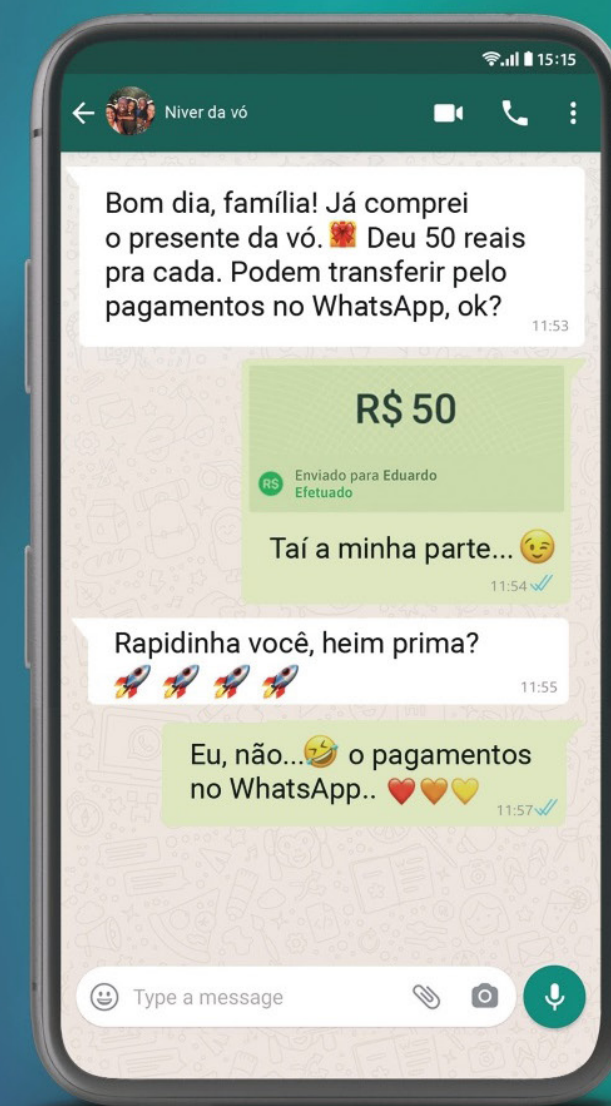 15:15
Niver da vó
Bom dia, família! Já comprei
o presente da vó. 🎁 Deu 50 reais
pra cada. Podem transferir pelo
pagamentos no WhatsApp, ok?
11:53
R$ 50
R$
Enviado para Eduardo
Efetuado
Taí a minha parte... 😉
11:54
Rapidinha você, heim prima?
🚀 🚀 🚀 🚀
11:55
Eu, não...🤣 o pagamentos
no WhatsApp.. ❤️🧡💛
11:57
Type a message